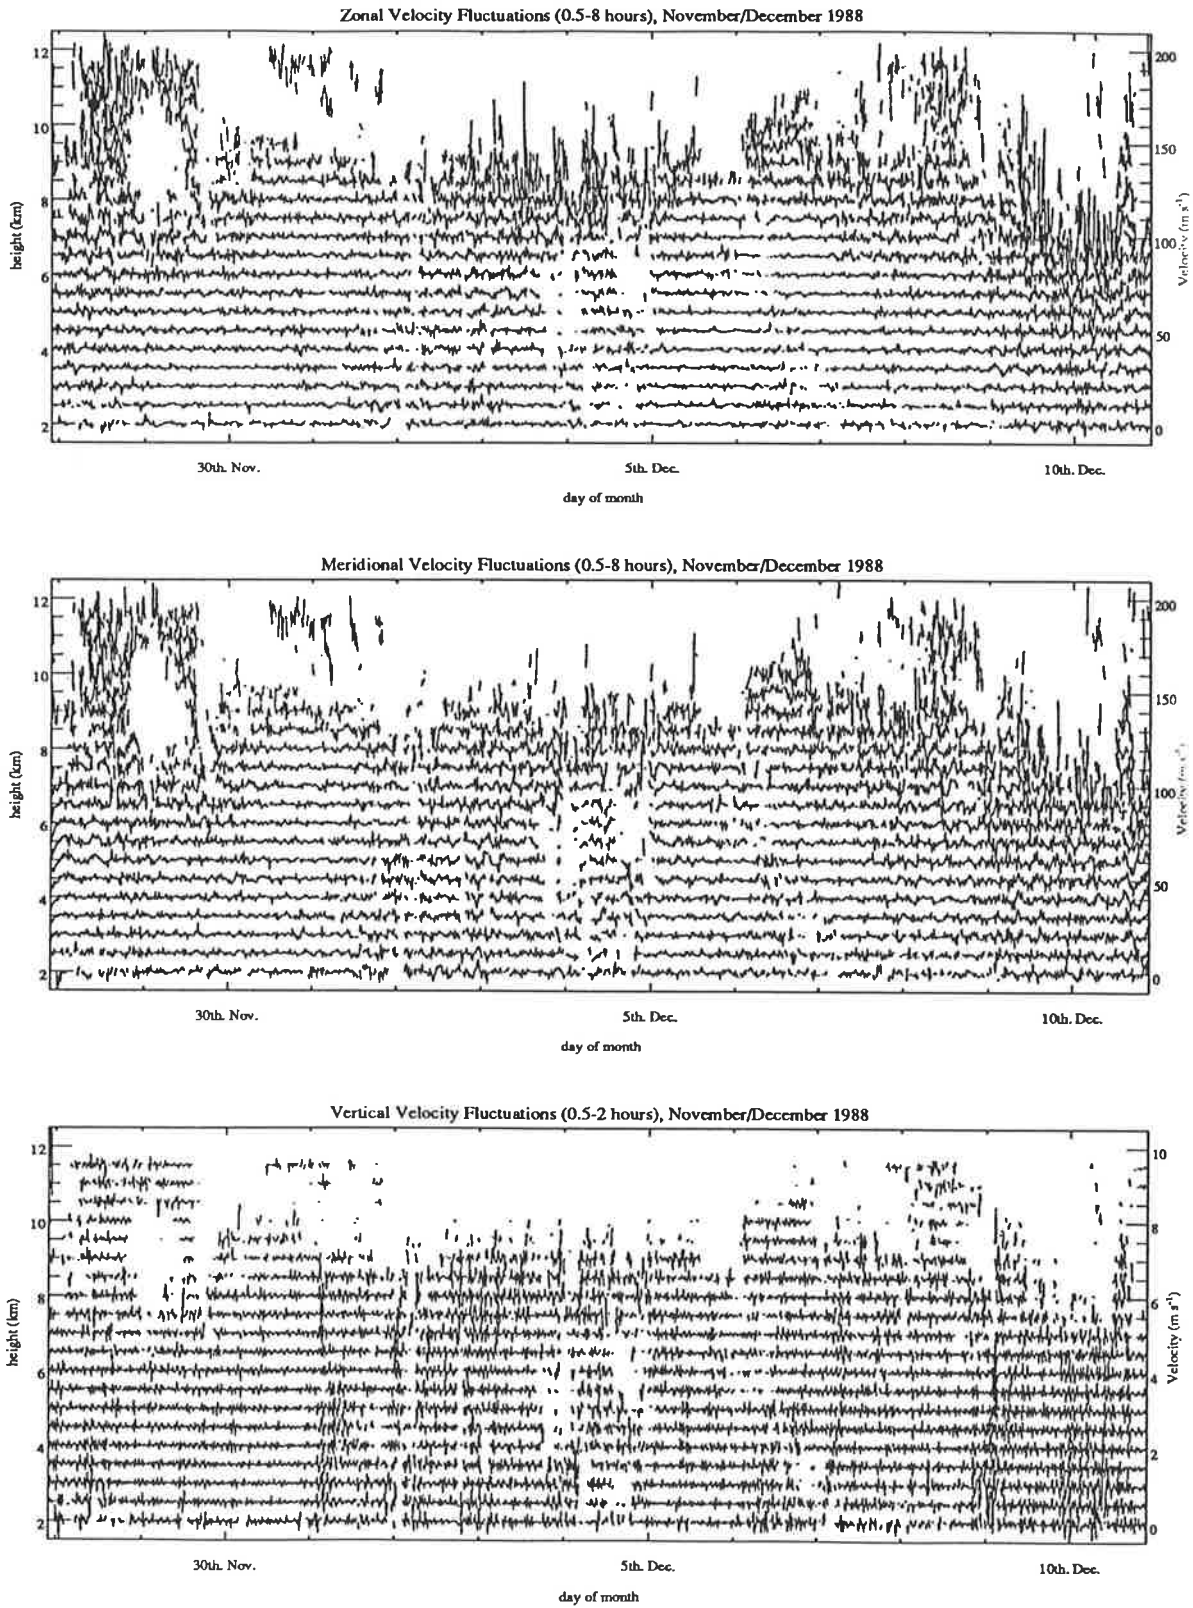 Zonal Velocity Fluctuations (0.5-8 hours), November/December 1988
12
10
8
6
4
2
height (km)
200
150
100
50
0
Velocity (m s⁻¹)
30th. Nov.
5th. Dec.
10th. Dec.
day of month
Meridional Velocity Fluctuations (0.5-8 hours), November/December 1988
12
10
8
6
4
2
height (km)
200
150
100
50
0
Velocity (m s⁻¹)
30th. Nov.
5th. Dec.
10th. Dec.
day of month
Vertical Velocity Fluctuations (0.5-2 hours), November/December 1988
12
10
8
6
4
2
height (km)
10
8
6
4
2
0
Velocity (m s⁻¹)
30th. Nov.
5th. Dec.
10th. Dec.
day of month